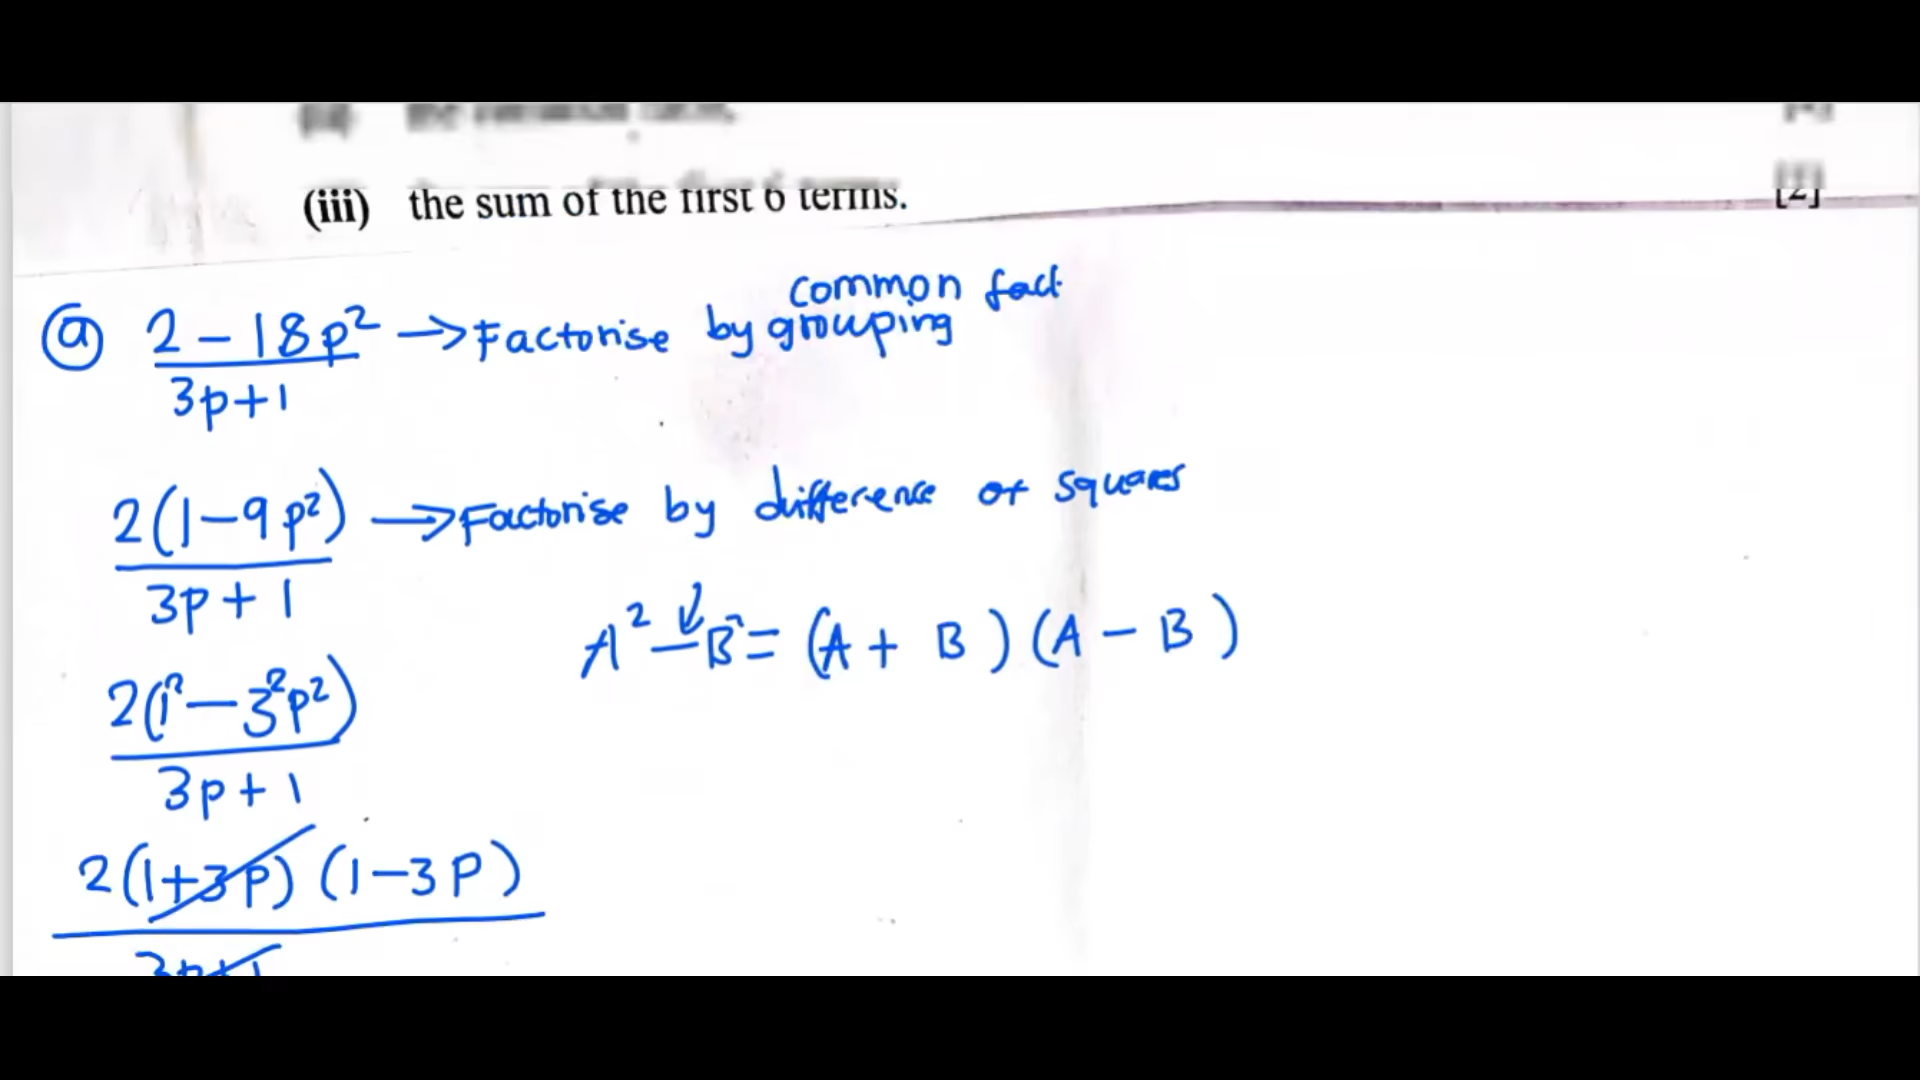 (iii) the sum of the first 6 terms. [2]
common fact
(a) 2 - 18p² → Factorise by grouping
3p+1
2(1-9p²) → Factorise by difference of squares
3p + 1
A² - B² = (A + B) (A - B)
2(1² - 3²p²)
3p + 1
2(1+3p) (1-3p)
3p+1